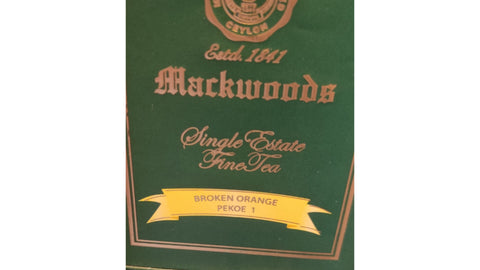 CEYLON
Estd. 1841
Mackwoods
Single Estate
Fine Tea
BROKEN ORANGE
PEKOE 1